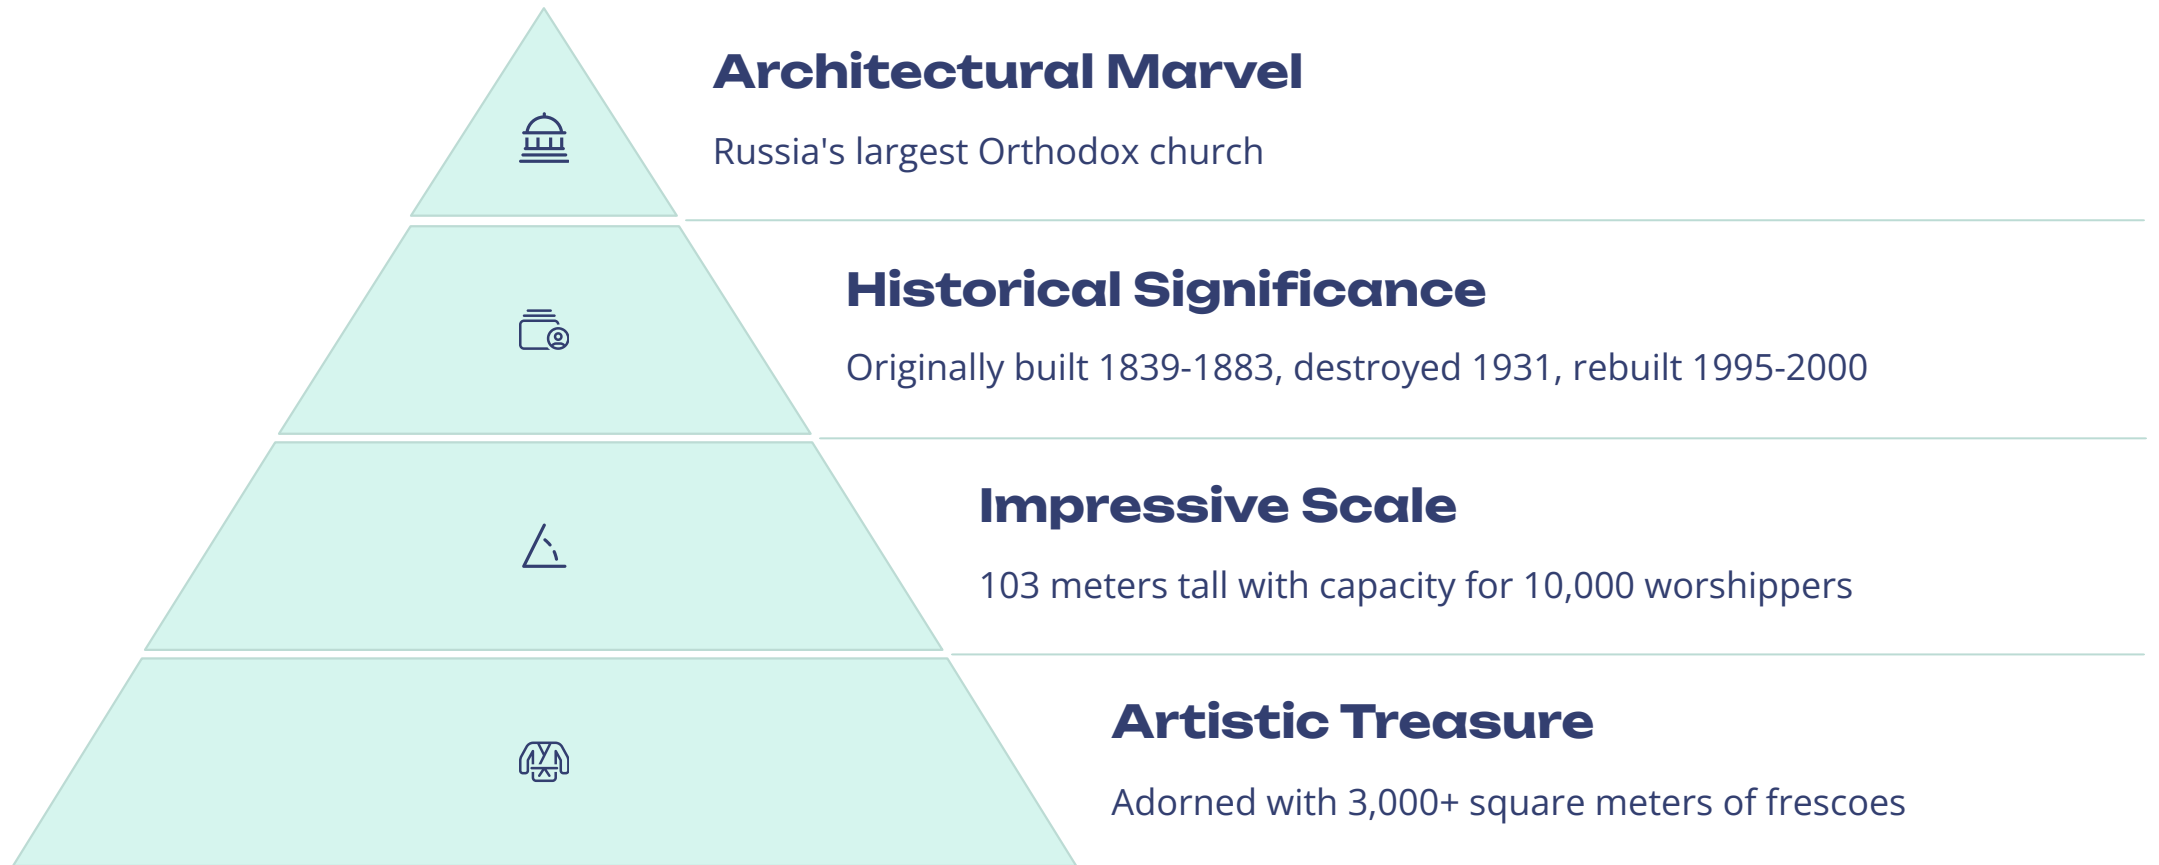 Architectural Marvel
Russia's largest Orthodox church
Historical Significance
Originally built 1839-1883, destroyed 1931, rebuilt 1995-2000
Impressive Scale
103 meters tall with capacity for 10,000 worshippers
Artistic Treasure
Adorned with 3,000+ square meters of frescoes